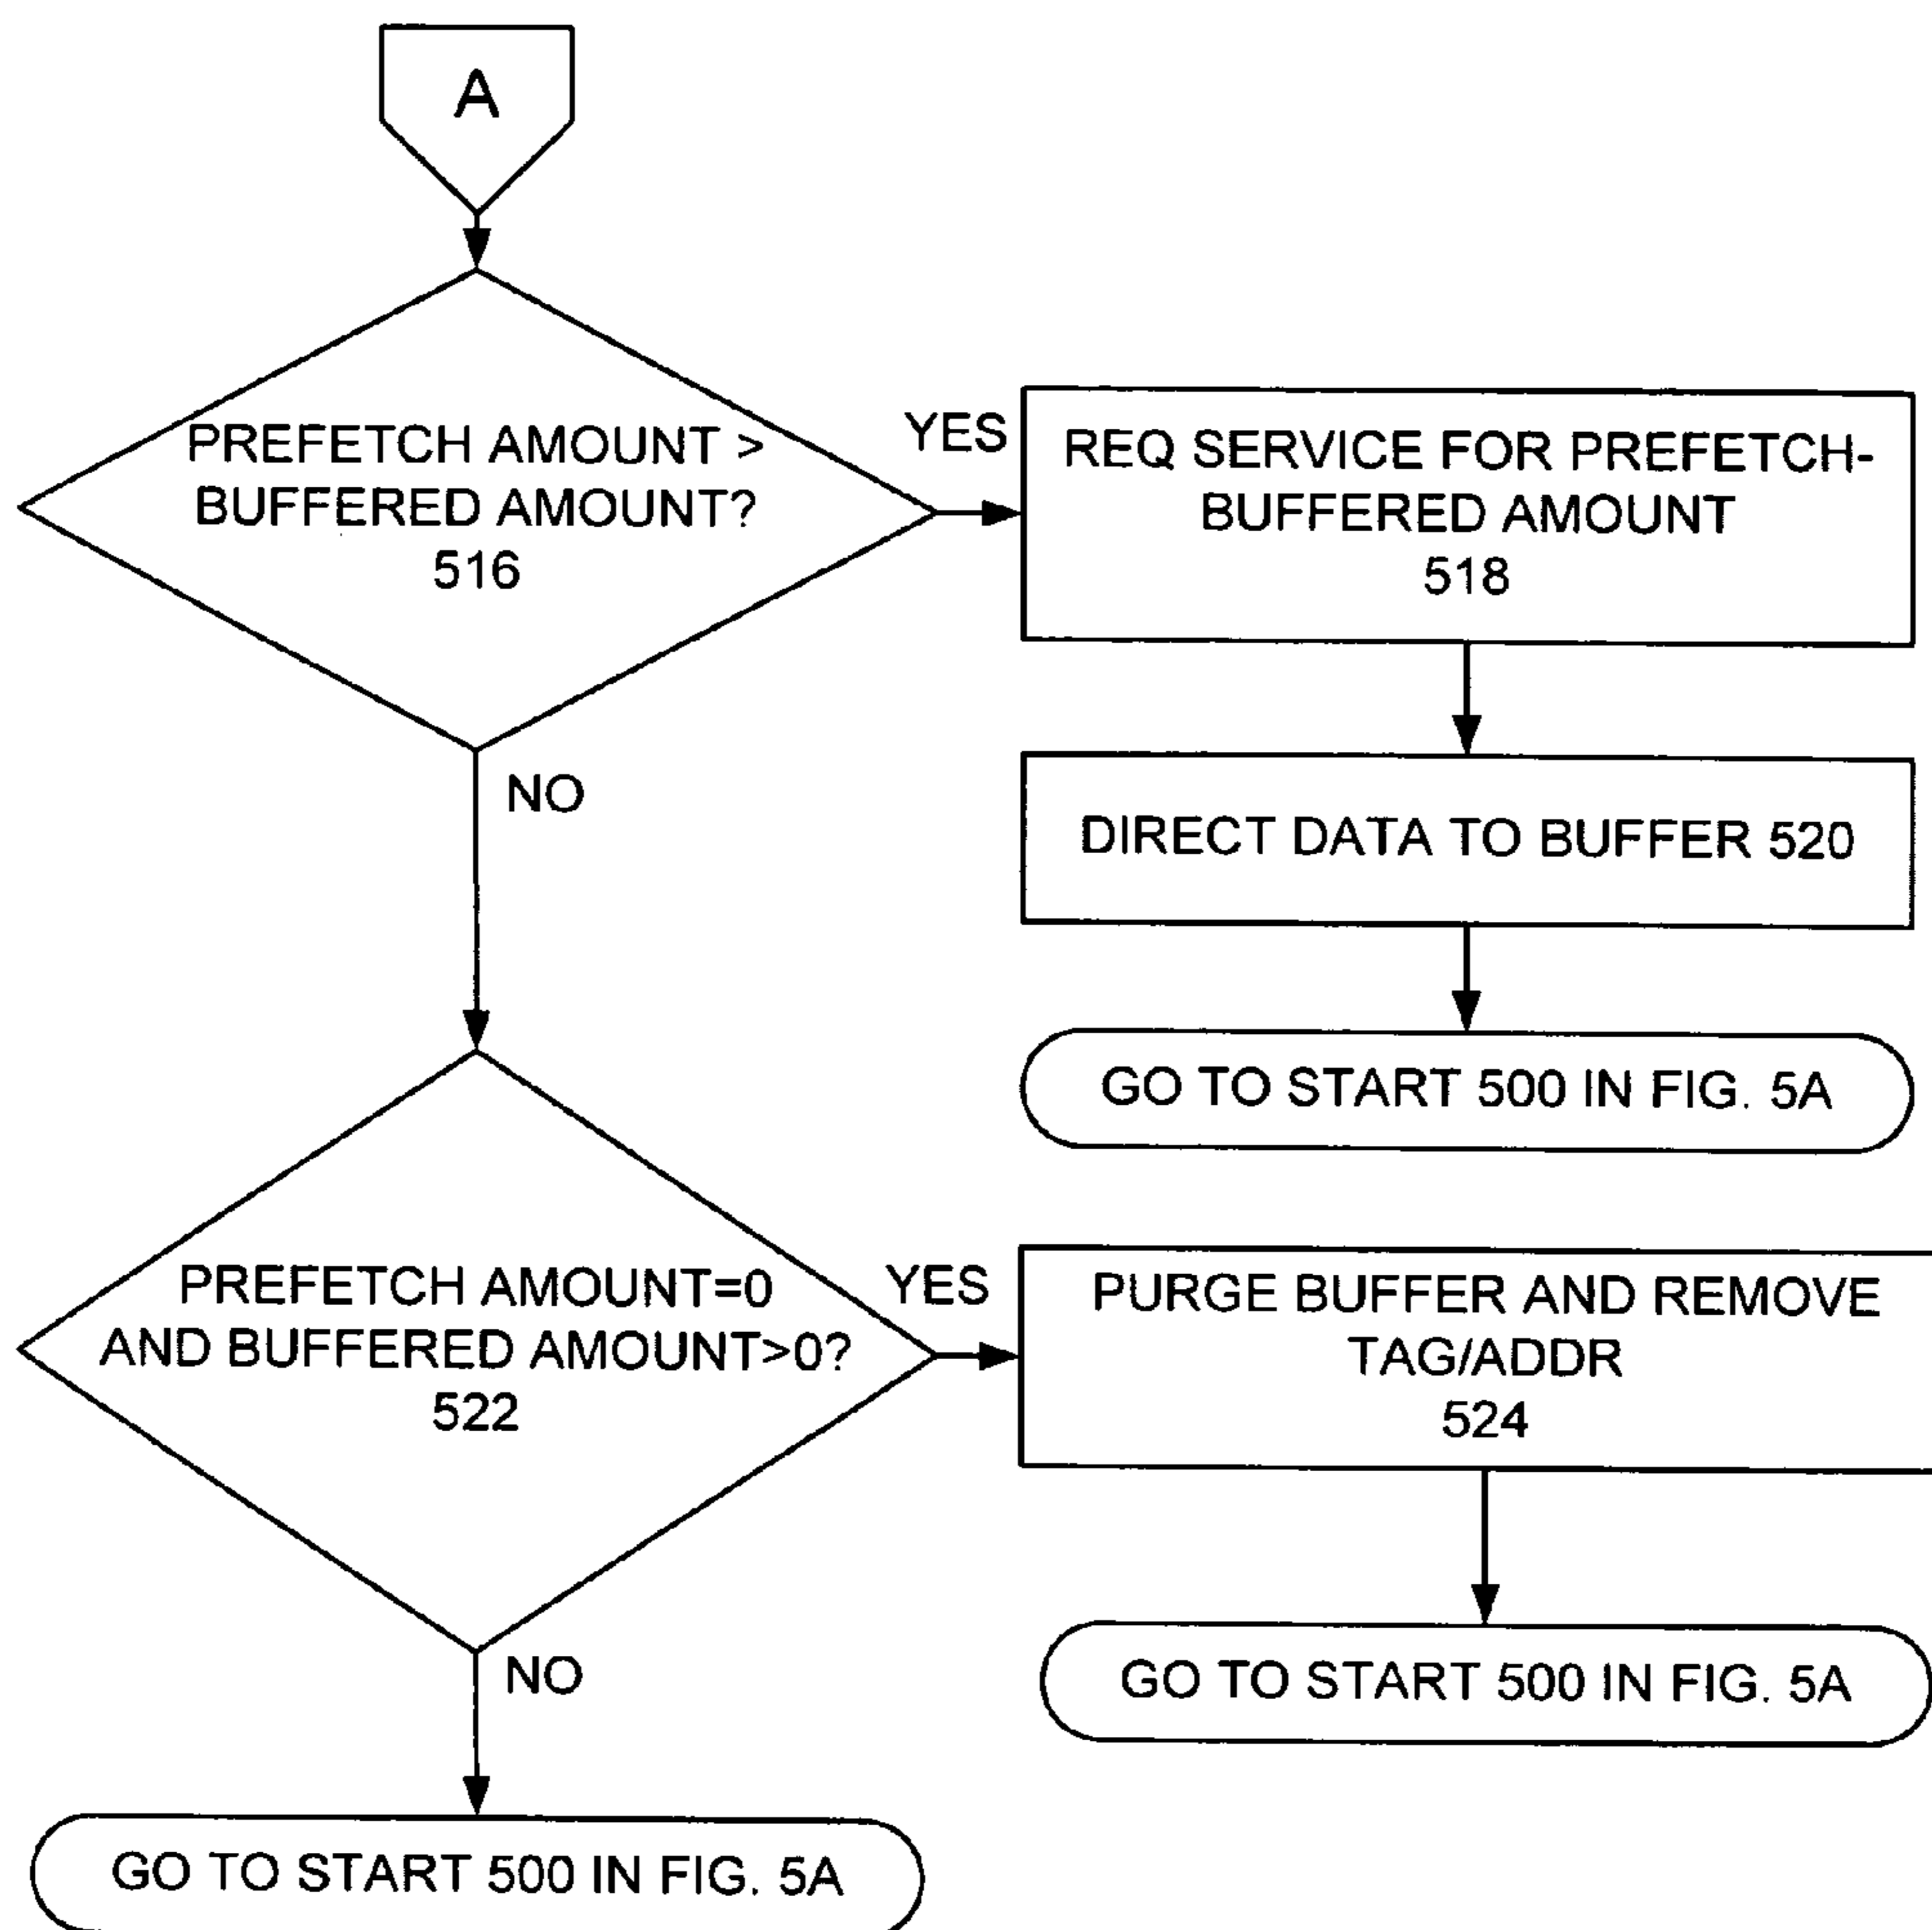 A
PREFETCH AMOUNT >
BUFFERED AMOUNT?
516
YES
REQ SERVICE FOR PREFETCH-
BUFFERED AMOUNT
518
NO
DIRECT DATA TO BUFFER 520
GO TO START 500 IN FIG. 5A
PREFETCH AMOUNT=0
AND BUFFERED AMOUNT>0?
522
YES
PURGE BUFFER AND REMOVE
TAG/ADDR
524
NO
GO TO START 500 IN FIG. 5A
GO TO START 500 IN FIG. 5A